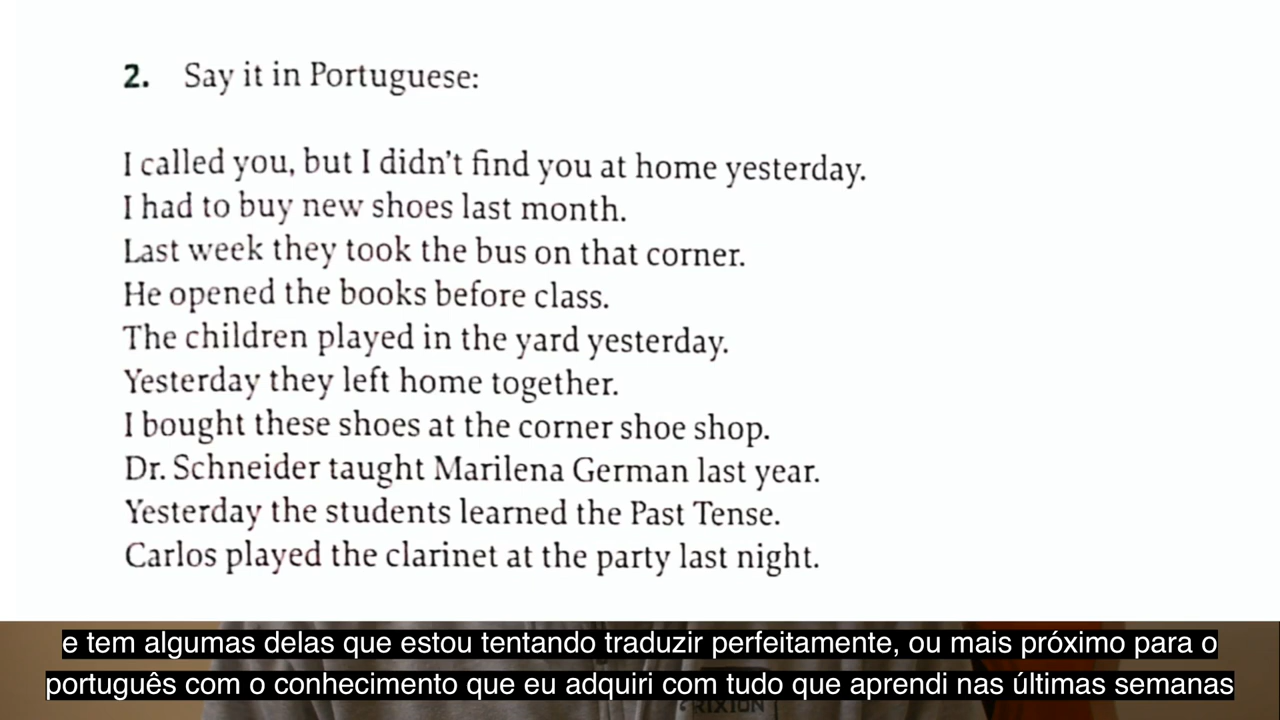 2. Say it in Portuguese:
I called you, but I didn't find you at home yesterday.
I had to buy new shoes last month.
Last week they took the bus on that corner.
He opened the books before class.
The children played in the yard yesterday.
Yesterday they left home together.
I bought these shoes at the corner shoe shop.
Dr. Schneider taught Marilena German last year.
Yesterday the students learned the Past Tense.
Carlos played the clarinet at the party last night.
e tem algumas delas que estou tentando traduzir perfeitamente, ou mais próximo para o
português com o conhecimento que eu adquiri com tudo que aprendi nas últimas semanas